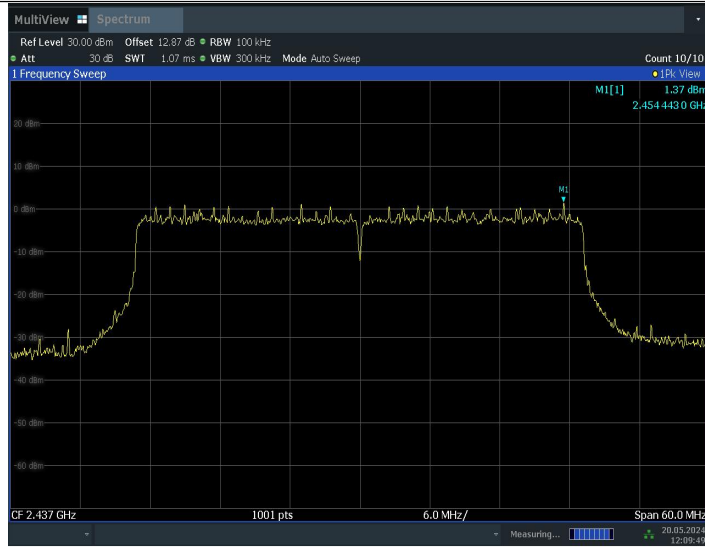 MultiView Spectrum
Ref Level 30.00 dBm Offset 12.87 dB RBW 100 kHz
Att 30 dB SWT 1.07 ms VBW 300 kHz Mode Auto Sweep Count 10/10
1 Frequency Sweep 1Pk View
M1[1] 1.37 dBm
2.4544430 GHz
20 dBm
10 dBm
M1
0 dBm
-10 dBm
-20 dBm
-30 dBm
-40 dBm
-50 dBm
-60 dBm
CF 2.437 GHz 1001 pts 6.0 MHz/ Span 60.0 MHz
Measuring... 20.05.2024
12:09:49